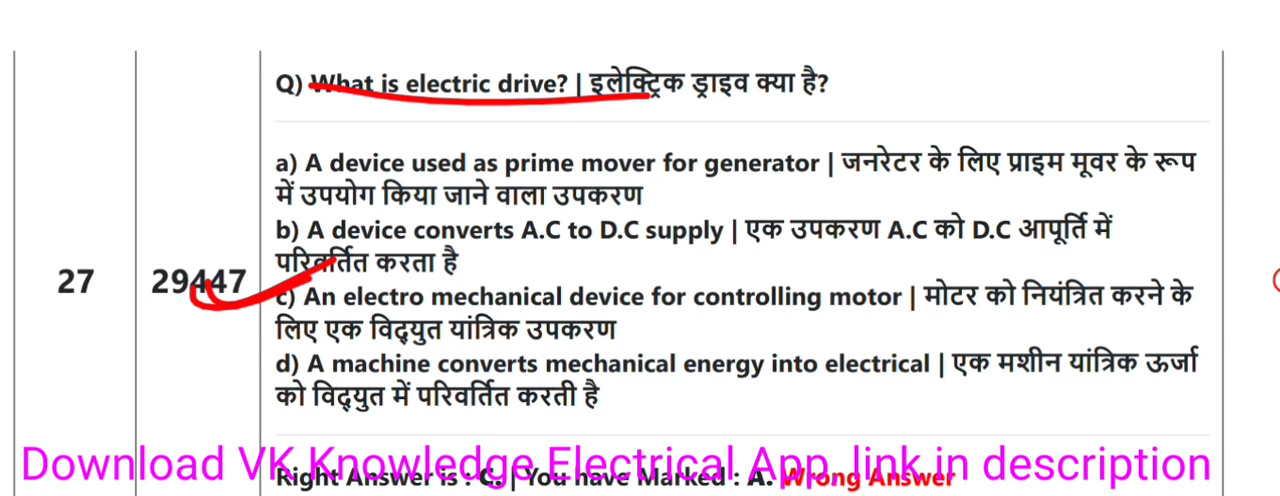 Q) What is electric drive? | इलेक्ट्रिक ड्राइव क्या है?
a) A device used as prime mover for generator | जनरेटर के लिए प्राइम मूवर के रूप
में उपयोग किया जाने वाला उपकरण
b) A device converts A.C to D.C supply | एक उपकरण A.C को D.C आपूर्ति में
परिवर्तित करता है
27
29447
c) An electro mechanical device for controlling motor | मोटर को नियंत्रित करने के
लिए एक विद्युत यांत्रिक उपकरण
d) A machine converts mechanical energy into electrical | एक मशीन यांत्रिक ऊर्जा
को विद्युत में परिवर्तित करती है
Download VK Knowledge Electrical App, link in description
Right Answer is : C. | You have Marked : A. Wrong Answer